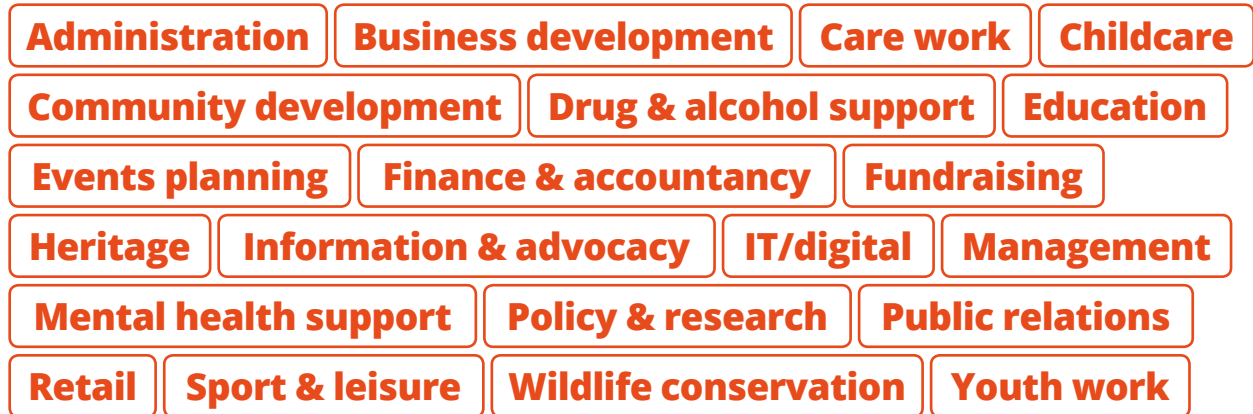 Administration Business development Care work Childcare
Community development Drug & alcohol support Education
Events planning Finance & accountancy Fundraising
Heritage Information & advocacy IT/digital Management
Mental health support Policy & research Public relations
Retail Sport & leisure Wildlife conservation Youth work